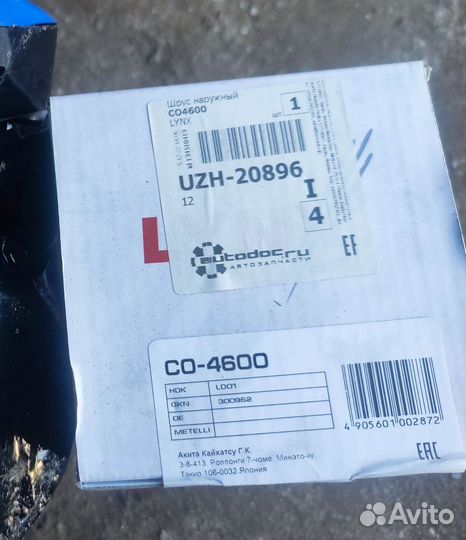 Шрус наружный
CO4600
LYNX
1
шт
UZH-20896
12
I
4
autodoc.ru
АВТОЗАПЧАСТИ
EF
L
CO-4600
HDK LD01
GKN 300962
OE
METELLI
4 905601 002872
Акита Кайхатсу Г.К.
3-8-413 Роппонги 7-чоме, Минато-ку,
Токио 106-0032.Япония
EAC
Avito